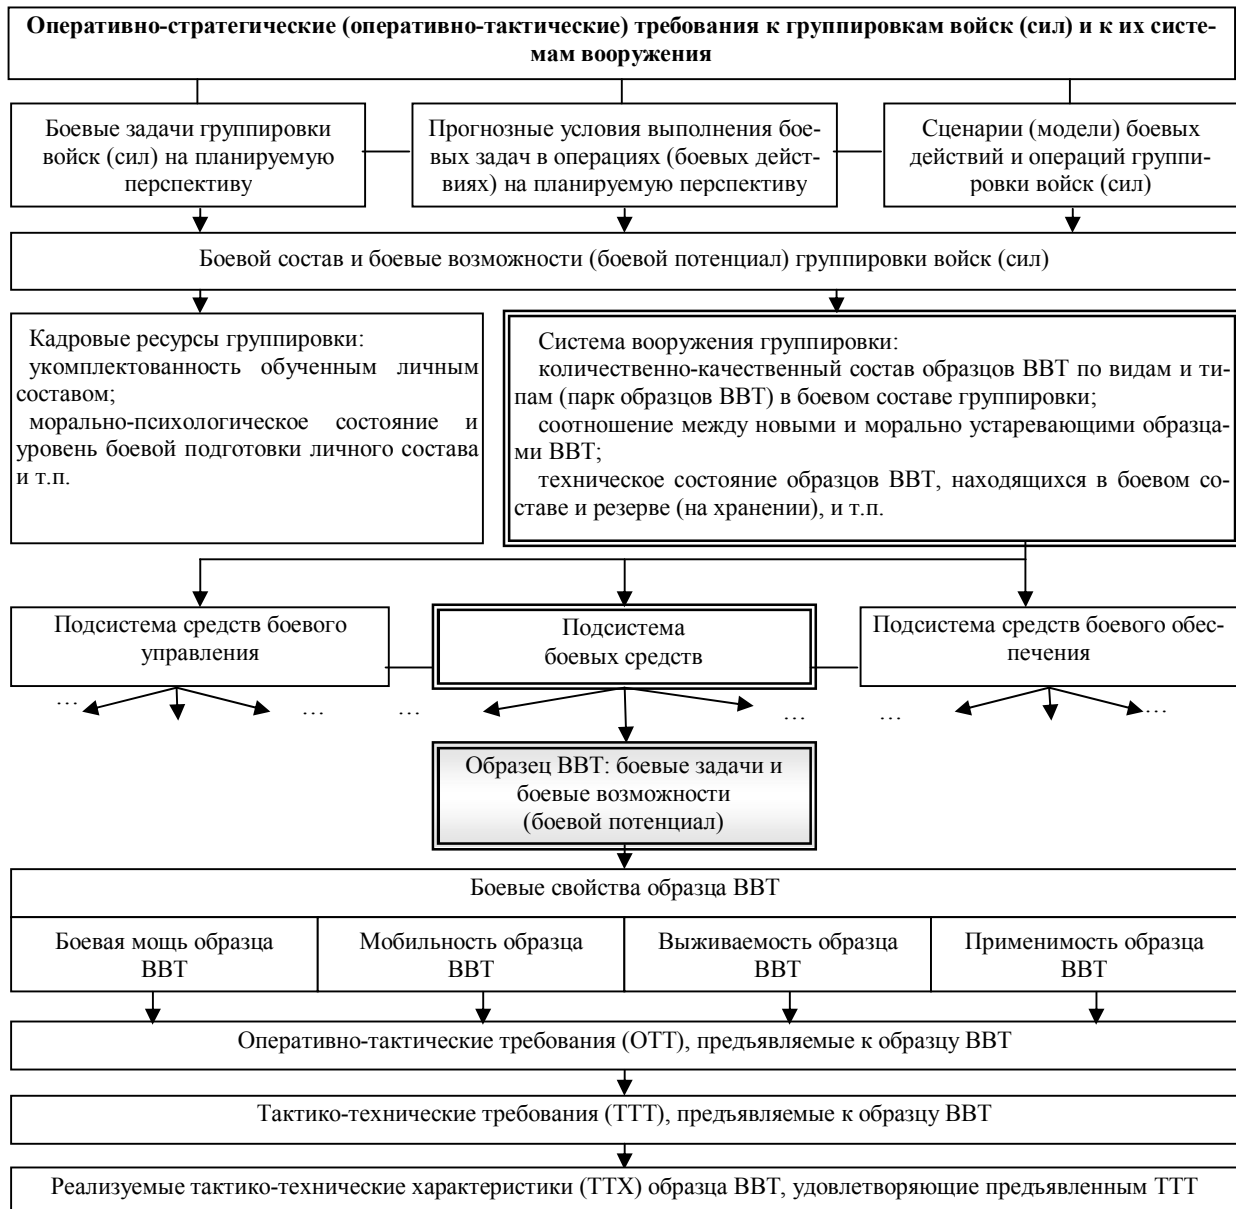 Оперативно-стратегические (оперативно-тактические) требования к группировкам войск (сил) и к их систе-
мам вооружения
Боевые задачи группировки
войск (сил) на планируемую
перспективу
Прогнозные условия выполнения бое-
вых задач в операциях (боевых дейст-
виях) на планируемую перспективу
Сценарии (модели) боевых
действий и операций группи-
ровки войск (сил)
Боевой состав и боевые возможности (боевой потенциал) группировки войск (сил)
Кадровые ресурсы группировки:
укомплектованность обученным личным
составом;
морально-психологическое состояние и
уровень боевой подготовки личного состава
и т.п.
Система вооружения группировки:
количественно-качественный состав образцов ВВТ по видам и ти-
пам (парк образцов ВВТ) в боевом составе группировки;
соотношение между новыми и морально устаревающими образца-
ми ВВТ;
техническое состояние образцов ВВТ, находящихся в боевом со-
ставе и резерве (на хранении), и т.п.
Подсистема средств боевого
управления
Подсистема
боевых средств
Подсистема средств боевого обес-
печения
… … … … … …
Образец ВВТ: боевые задачи и
боевые возможности
(боевой потенциал)
Боевые свойства образца ВВТ
Боевая мощь образца
ВВТ
Мобильность образца
ВВТ
Выживаемость образца
ВВТ
Применимость образца
ВВТ
Оперативно-тактические требования (ОТТ), предъявляемые к образцу ВВТ
Тактико-технические требования (ТТТ), предъявляемые к образцу ВВТ
Реализуемые тактико-технические характеристики (ТТХ) образца ВВТ, удовлетворяющие предъявленным ТТТ